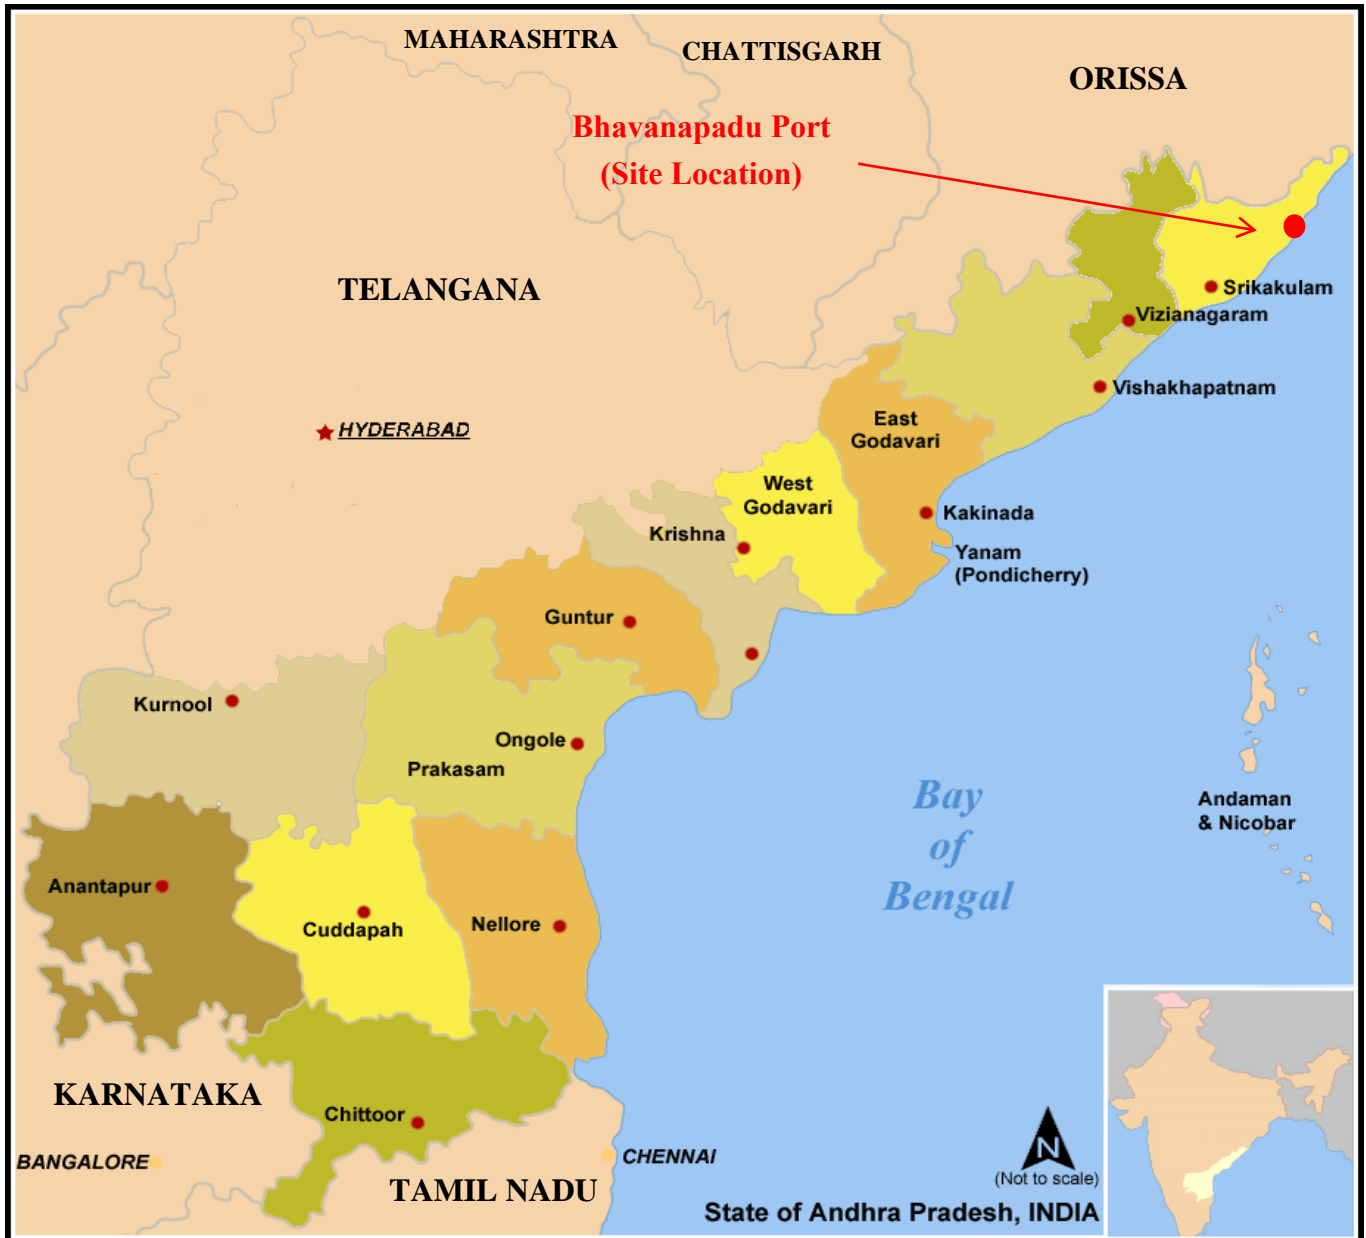 MAHARASHTRA
CHATTISGARH
ORISSA
Bhavanapadu Port
(Site Location)
TELANGANA
Srikakulam
Vizianagaram
Vishakhapatnam
HYDERABAD
East
Godavari
West
Godavari
Kakinada
Krishna
Yanam
(Pondicherry)
Guntur
Kurnool
Ongole
Prakasam
Bay
of
Bengal
Andaman
& Nicobar
Anantapur
Cuddapah
Nellore
KARNATAKA
Chittoor
BANGALORE
CHENNAI
TAMIL NADU
N
(Not to scale)
State of Andhra Pradesh, INDIA